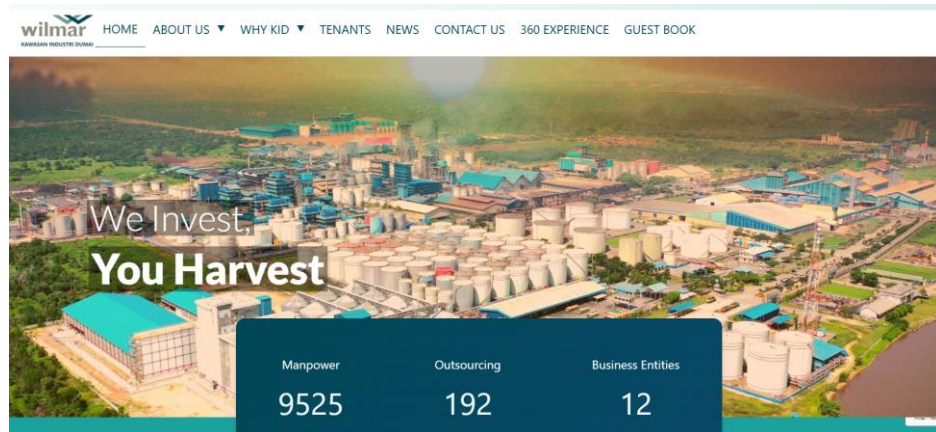 wilmar
KAWASAN INDUSTRI DUMAI
HOME ABOUT US ▼ WHY KID ▼ TENANTS NEWS CONTACT US 360 EXPERIENCE GUEST BOOK
We Invest,
You Harvest
Manpower Outsourcing Business Entities
9525 192 12